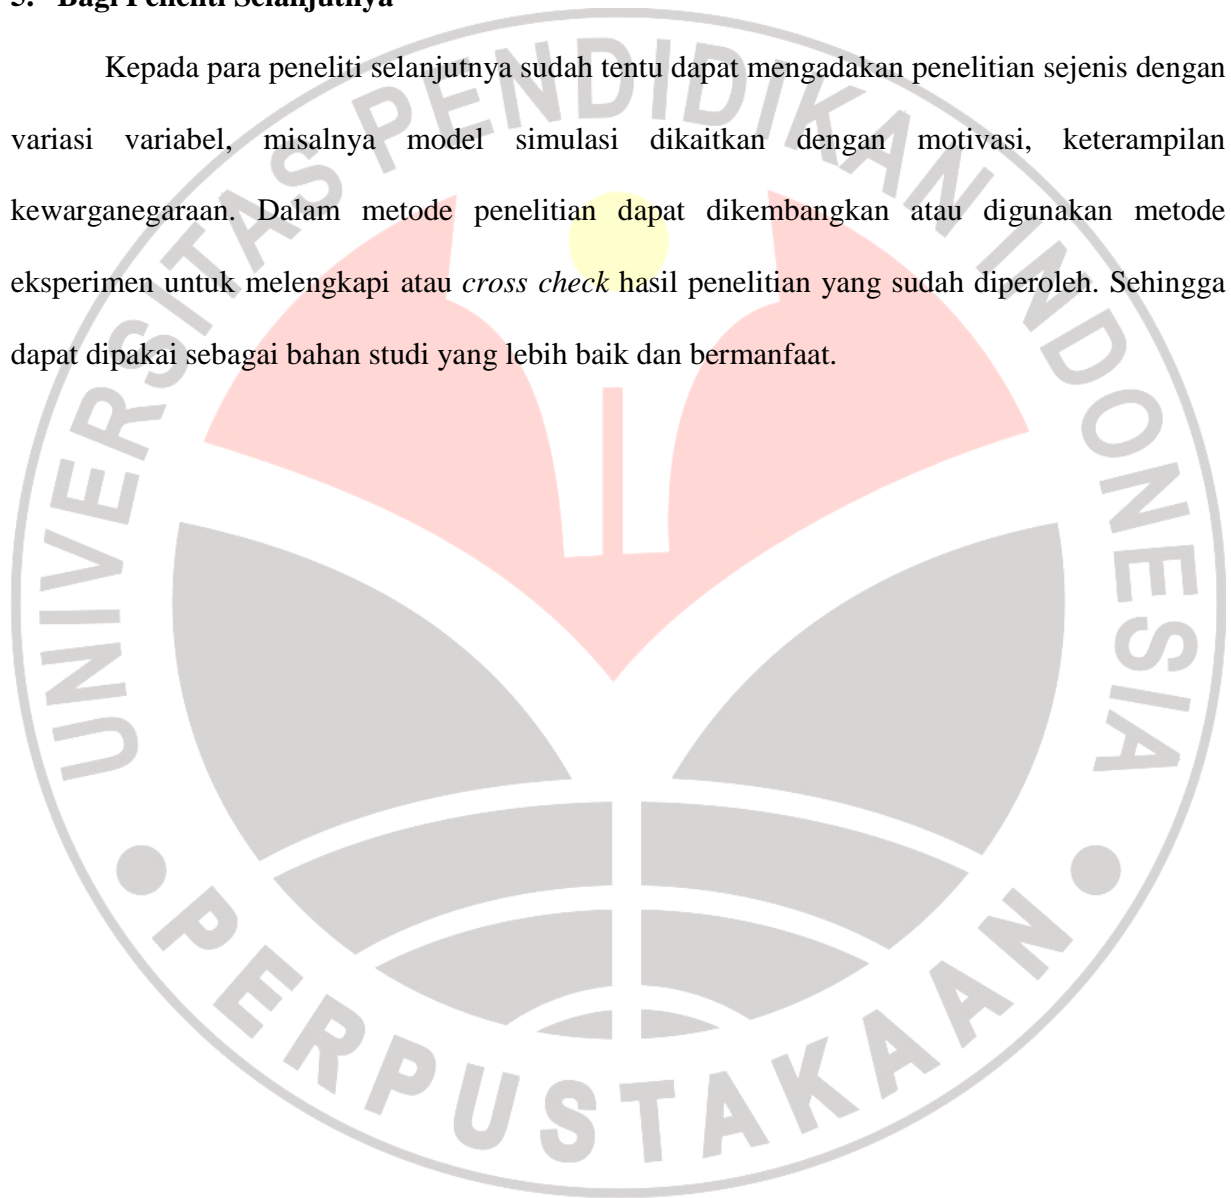 Bagi Peneliti Selanjutnya
Kepada para peneliti selanjutnya sudah tentu dapat mengadakan penelitian sejenis dengan
variasi variabel, misalnya model simulasi dikaitkan dengan motivasi, keterampilan
kewarganegaraan. Dalam metode penelitian dapat dikembangkan atau digunakan metode
eksperimen untuk melengkapi atau cross check hasil penelitian yang sudah diperoleh. Sehingga
dapat dipakai sebagai bahan studi yang lebih baik dan bermanfaat.
UNIVERSITAS PENDIDIKAN INDONESIA
PERPUSTAKAAN